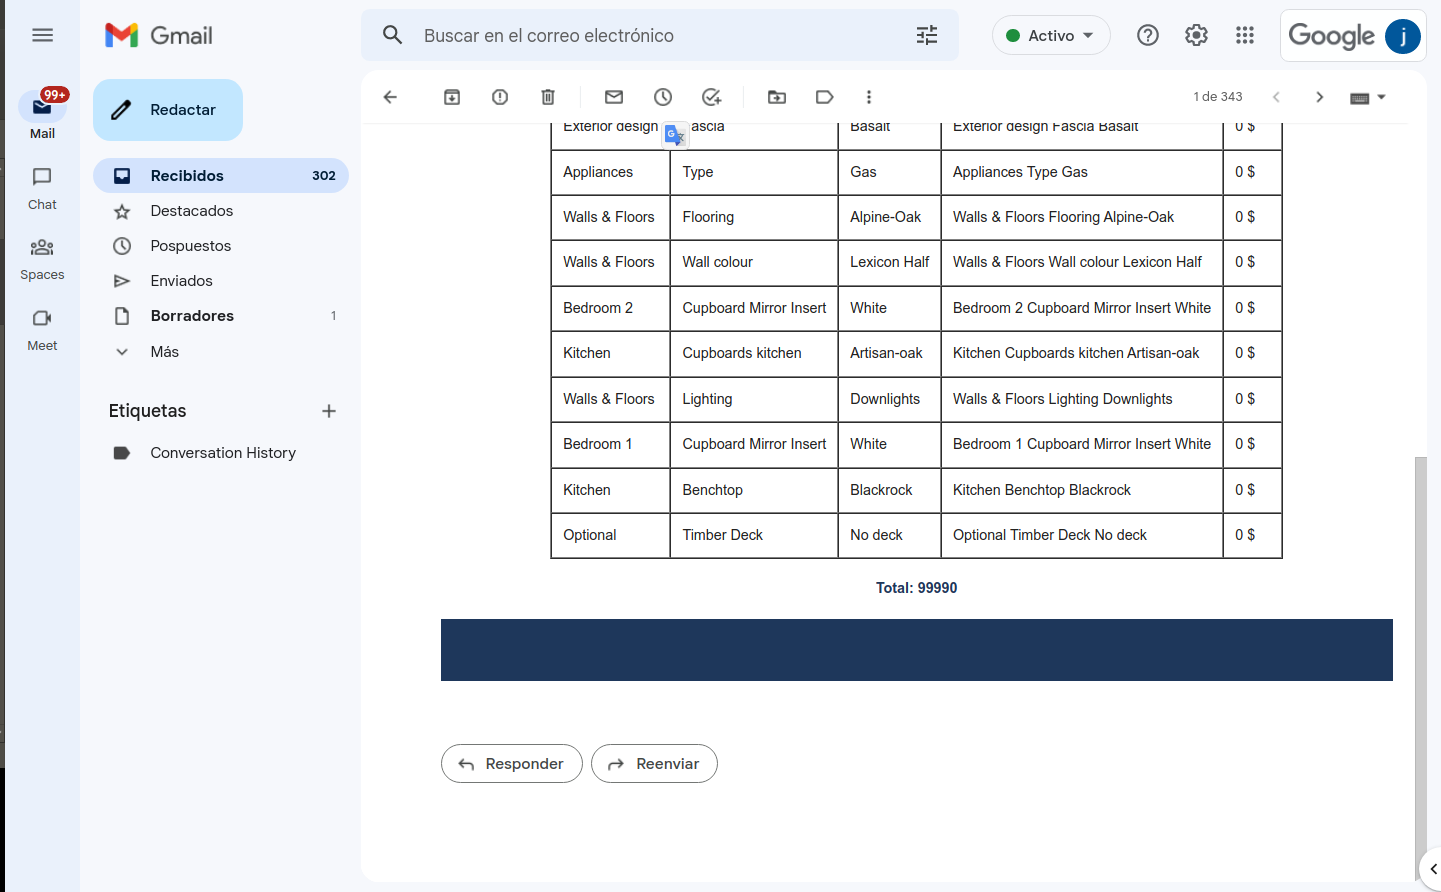 Gmail
Buscar en el correo electrónico
Activo
Google
j
99+
Mail
Chat
Spaces
Meet
Redactar
Recibidos 302
Destacados
Pospuestos
Enviados
Borradores 1
Más
Etiquetas
Conversation History
1 de 343
Exterior design ascia Basalt Exterior design Fascia Basalt 0 $
Appliances Type Gas Appliances Type Gas 0 $
Walls & Floors Flooring Alpine-Oak Walls & Floors Flooring Alpine-Oak 0 $
Walls & Floors Wall colour Lexicon Half Walls & Floors Wall colour Lexicon Half 0 $
Bedroom 2 Cupboard Mirror Insert White Bedroom 2 Cupboard Mirror Insert White 0 $
Kitchen Cupboards kitchen Artisan-oak Kitchen Cupboards kitchen Artisan-oak 0 $
Walls & Floors Lighting Downlights Walls & Floors Lighting Downlights 0 $
Bedroom 1 Cupboard Mirror Insert White Bedroom 1 Cupboard Mirror Insert White 0 $
Kitchen Benchtop Blackrock Kitchen Benchtop Blackrock 0 $
Optional Timber Deck No deck Optional Timber Deck No deck 0 $
Total: 99990
Responder
Reenviar